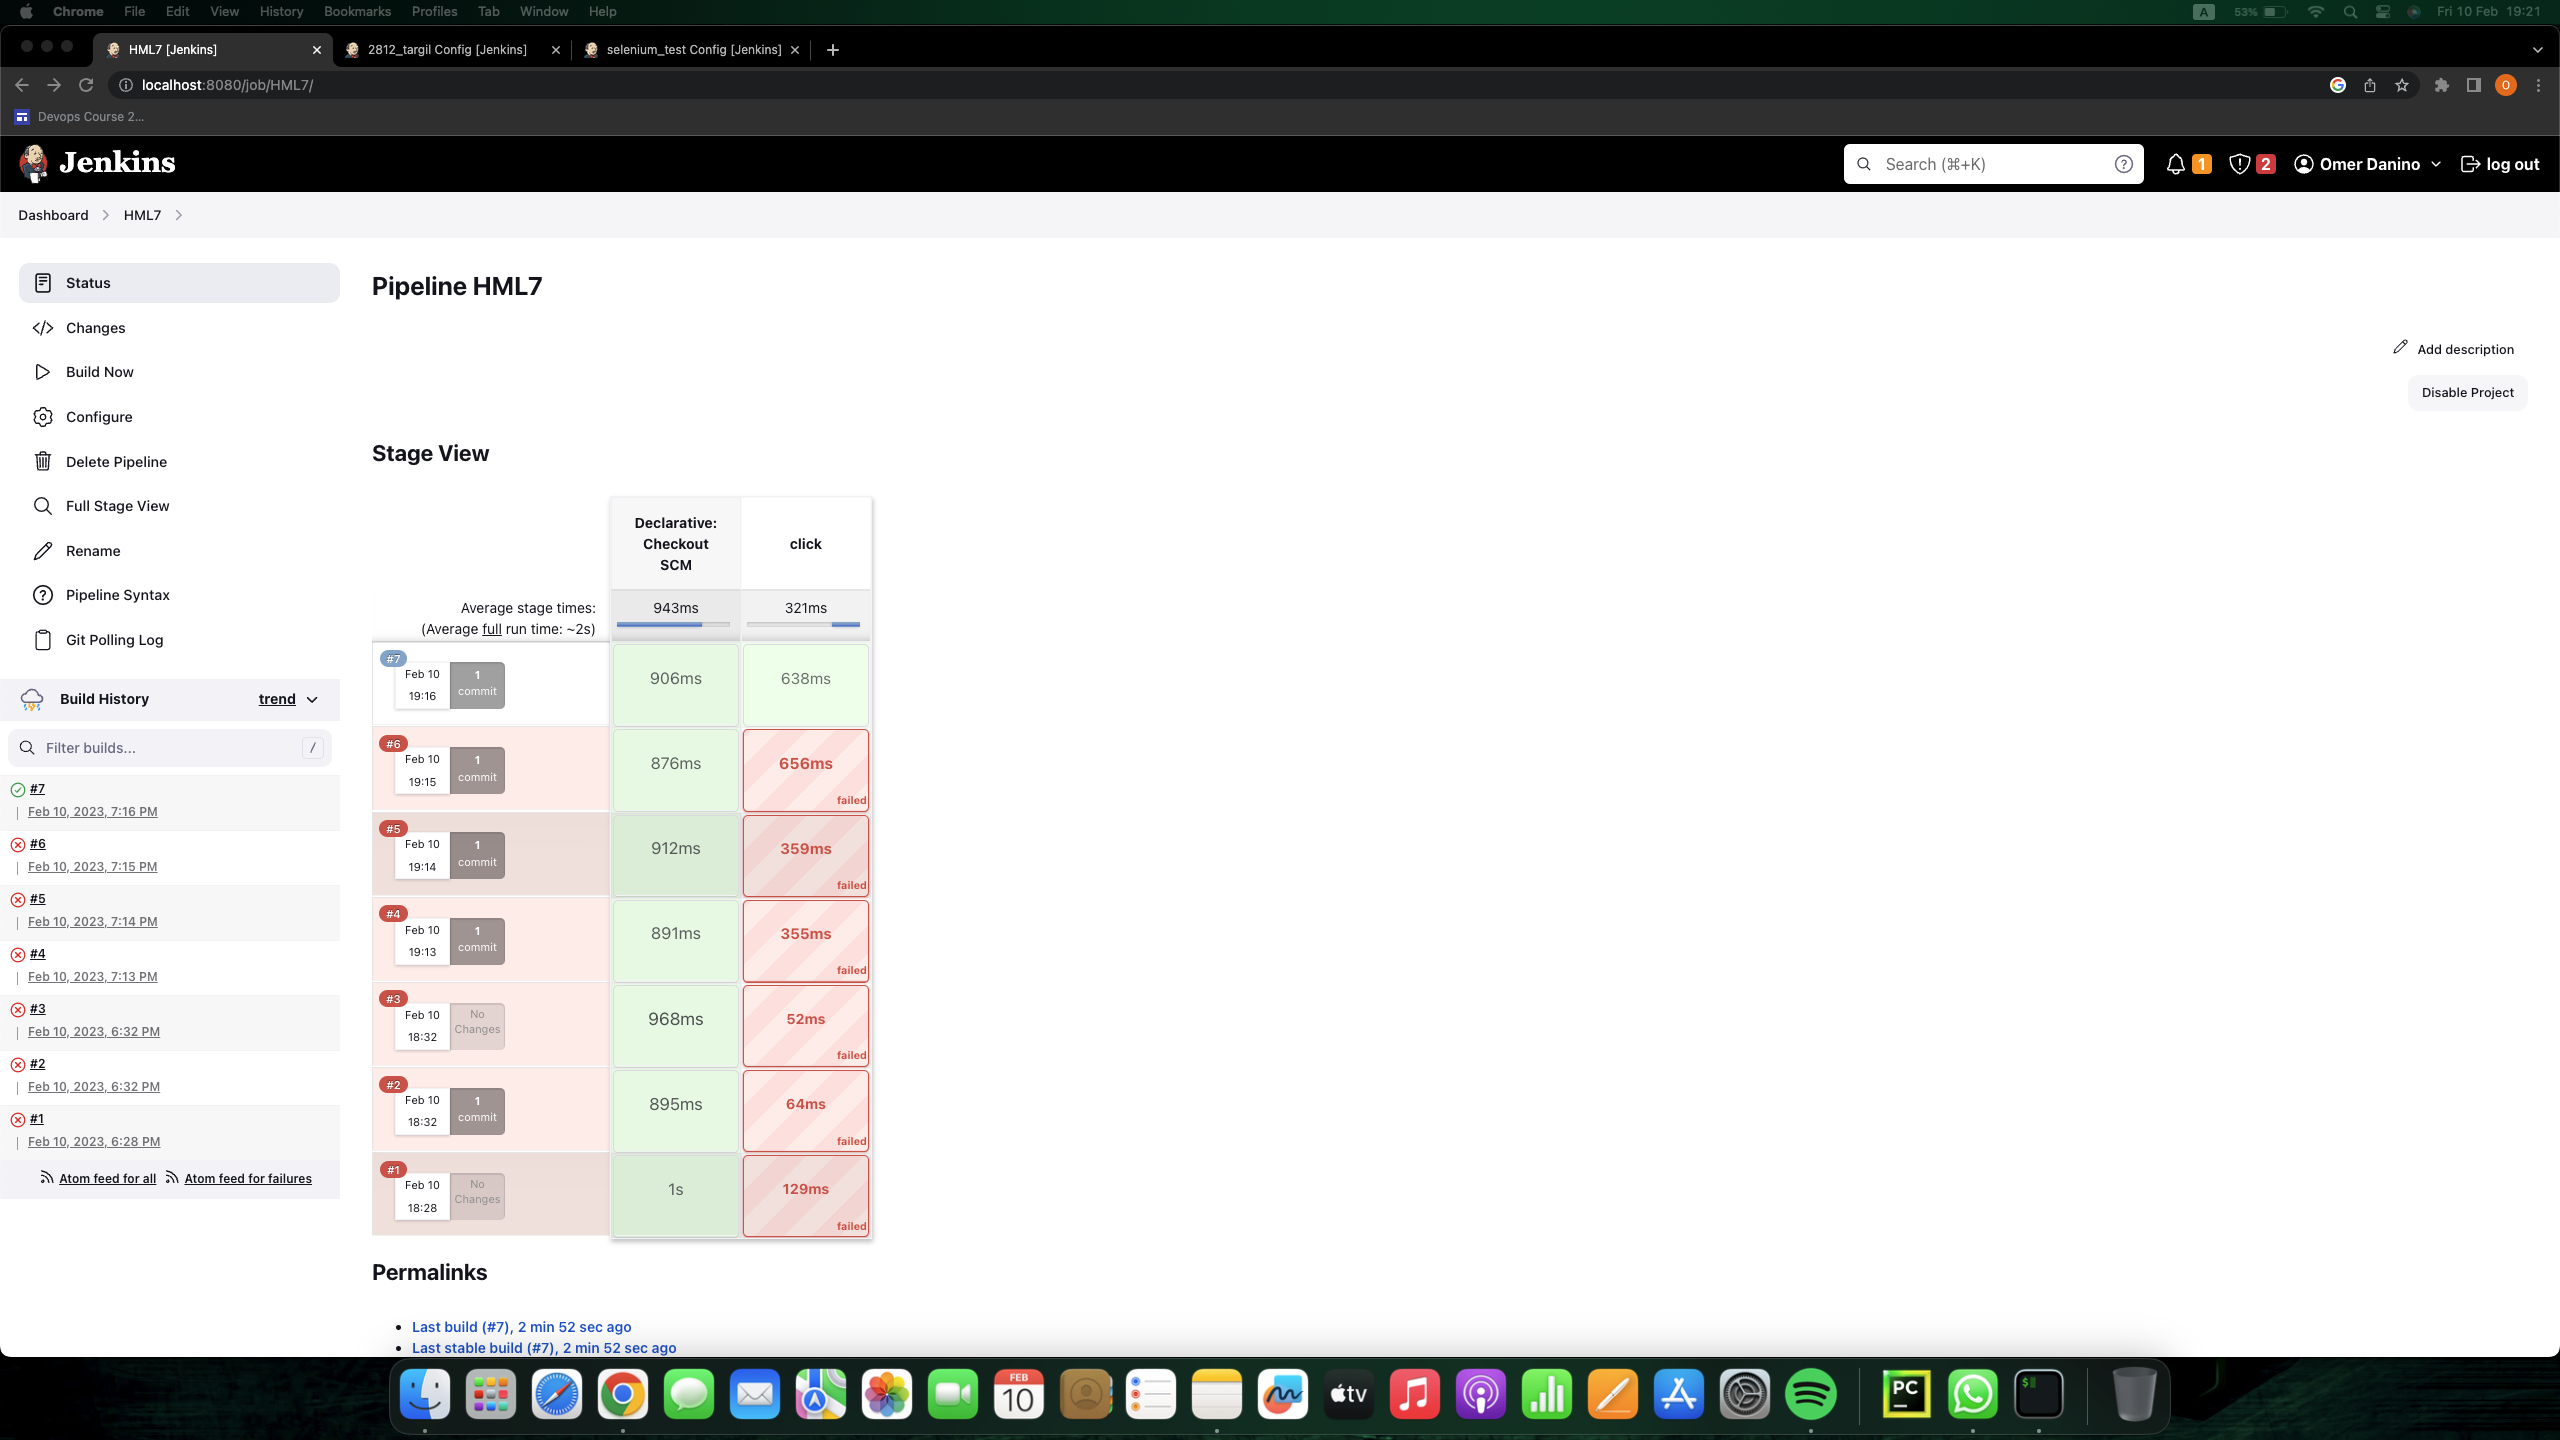 Chrome File Edit View History Bookmarks Profiles Tab Window Help
A 53% Fri 10 Feb 19:21
HML7 [Jenkins]
2812_targil Config [Jenkins]
selenium_test Config [Jenkins]
localhost:8080/job/HML7/
O
Devops Course 2...
Jenkins
Search (⌘+K)
1
2
Omer Danino
log out
Dashboard
HML7
Status
Changes
Build Now
Configure
Delete Pipeline
Full Stage View
Rename
Pipeline Syntax
Git Polling Log
Build History
trend
Filter builds...
/
#7
Feb 10, 2023, 7:16 PM
#6
Feb 10, 2023, 7:15 PM
#5
Feb 10, 2023, 7:14 PM
#4
Feb 10, 2023, 7:13 PM
#3
Feb 10, 2023, 6:32 PM
#2
Feb 10, 2023, 6:32 PM
#1
Feb 10, 2023, 6:28 PM
Atom feed for all
Atom feed for failures
Pipeline HML7
Add description
Disable Project
Stage View
Declarative:
Checkout
SCM
click
Average stage times:
(Average full run time: ~2s)
943ms
321ms
#7
Feb 10
19:16
1
commit
906ms
638ms
#6
Feb 10
19:15
1
commit
876ms
656ms
failed
#5
Feb 10
19:14
1
commit
912ms
359ms
failed
#4
Feb 10
19:13
1
commit
891ms
355ms
failed
#3
Feb 10
18:32
No
Changes
968ms
52ms
failed
#2
Feb 10
18:32
1
commit
895ms
64ms
failed
#1
Feb 10
18:28
No
Changes
1s
129ms
failed
Permalinks
Last build (#7), 2 min 52 sec ago
Last stable build (#7), 2 min 52 sec ago
FEB
10
tv
PC
$